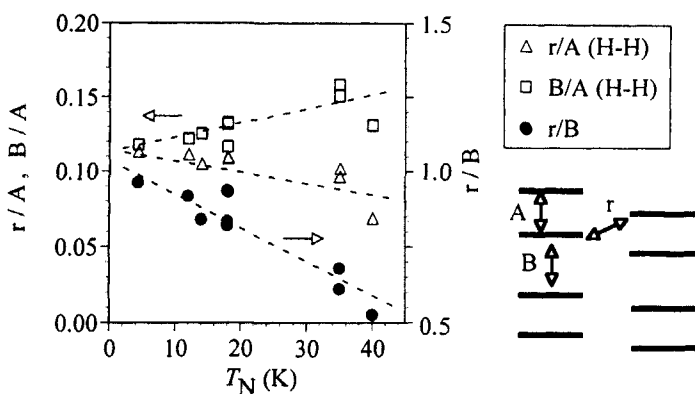 0.20
0.15
0.10
0.05
0.00
r/A, B/A
1.5
1.0
0.5
r/B
0 10 20 30 40
T_N (K)
△ r/A (H-H)
□ B/A (H-H)
● r/B
A
B
r